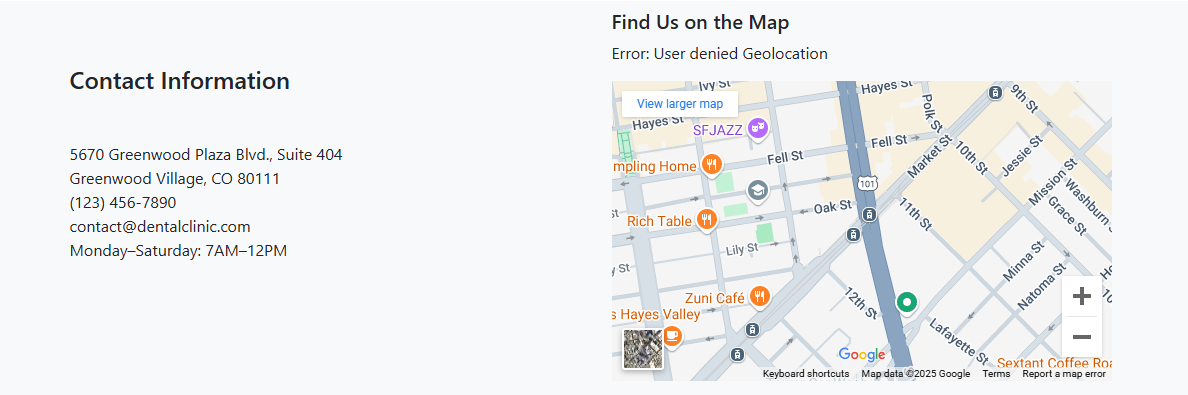 Contact Information
5670 Greenwood Plaza Blvd., Suite 404
Greenwood Village, CO 80111
(123) 456-7890
contact@dentalclinic.com
Monday–Saturday: 7AM–12PM
Find Us on the Map
Error: User denied Geolocation
View larger map
Ivy St
Hayes St
Hayes St
SFJAZZ
Polk St
9th St
Fell St
Fell St
Market St
10th St
Jessie St
mpling Home
101
Mission St
Washburn
Grace St
Rich Table
Oak St
11th St
Lily St
y St
Minna St
Natoma St
Zuni Café
12th St
s Hayes Valley
Lafayette St
Google
Sextant Coffee Roa
Keyboard shortcuts
Map data ©2025 Google
Terms
Report a map error